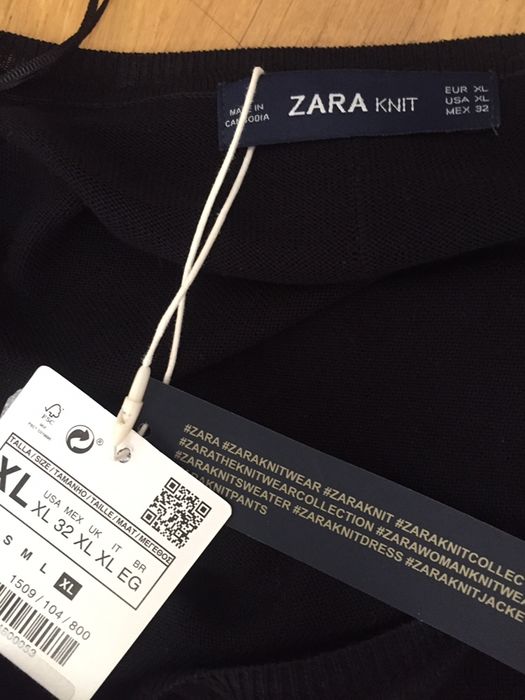 MADE IN
CAMBODIA
ZARA KNIT
EUR XL
USA XL
MEX 32
FSC
TALLA/SIZE/TAMANHO/TAILLE/MAAT/ΜΕΓΕΘΟΣ
USA MEX UK IT BR
XL XL 32 XL XL EG
S M L XL
1509/104/800
#ZARA #ZARAKNITWEAR #ZARAKNIT #ZARAKNITCOLLEC
#ZARATHEKNITWEARCOLLECTION #ZARAWOMANKNITWEA
#ZARAKNITSWEATER #ZARAKNITDRESS #ZARAKNITJACKE
ZARAKNITPANTS